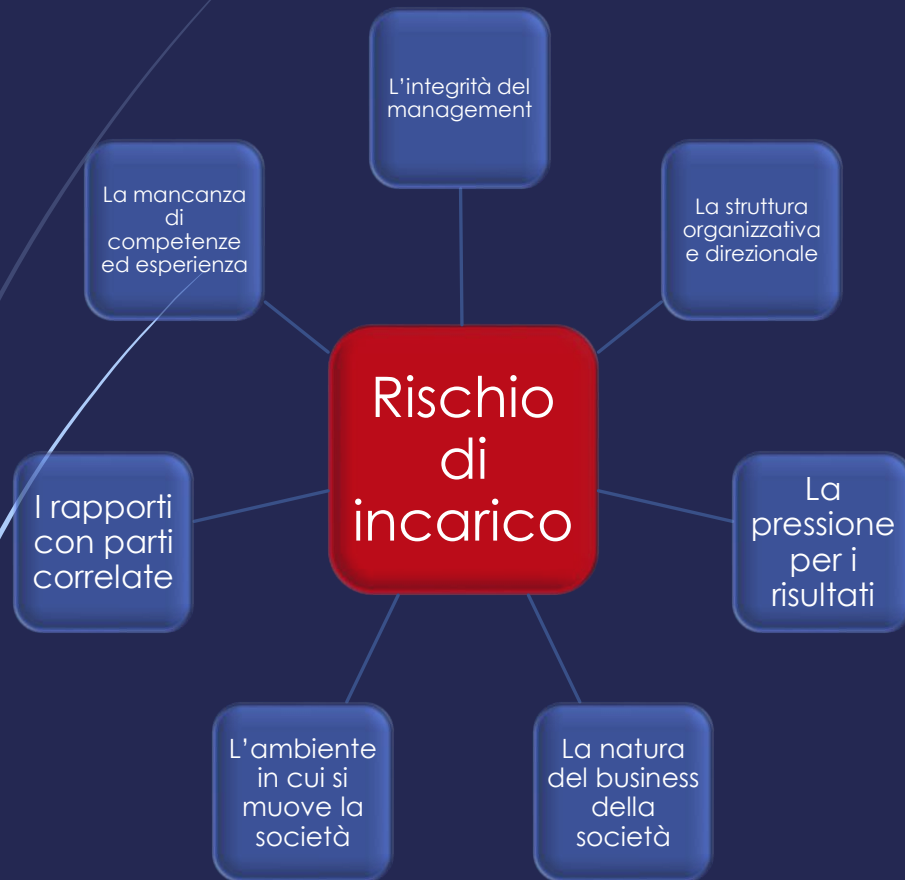 L'integrità del
management
La struttura
organizzativa
e direzionale
La
pressione
per i
risultati
La natura
del business
della
società
L'ambiente
in cui si
muove la
società
I rapporti
con parti
correlate
La mancanza
di
competenze
ed esperienza
Rischio
di
incarico